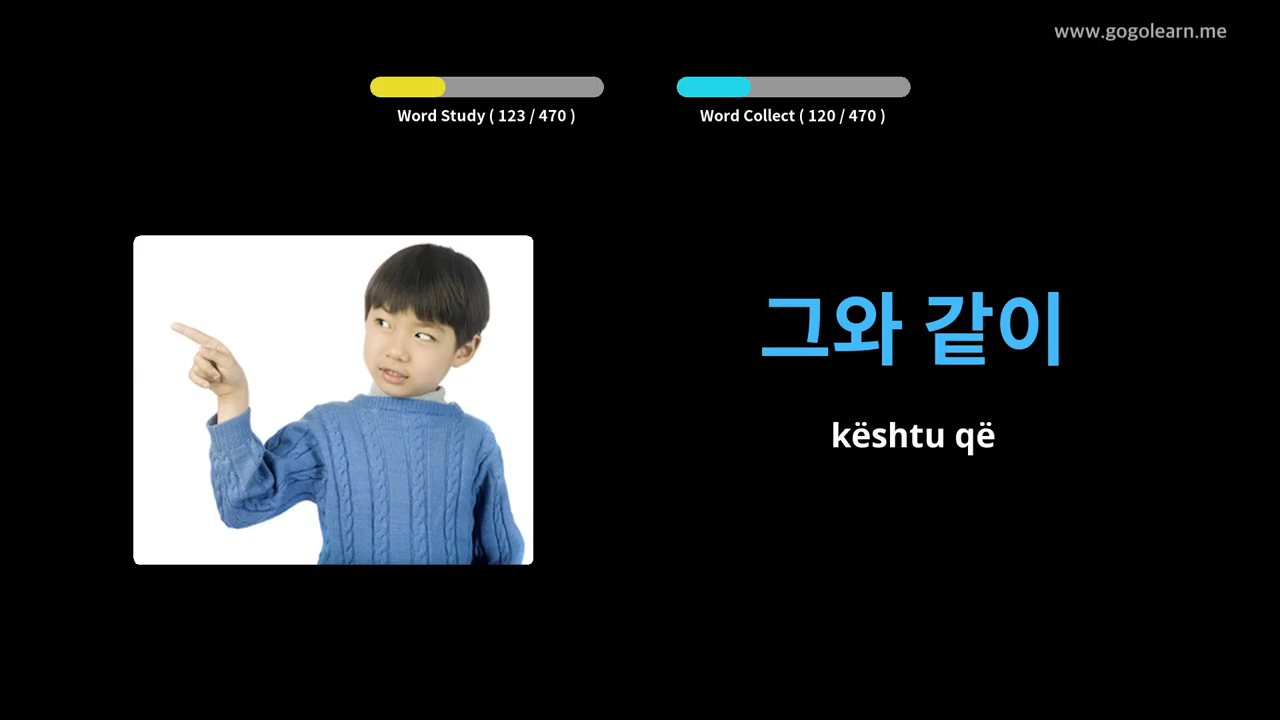 www.gogolearn.me
Word Study ( 123 / 470 )
Word Collect ( 120 / 470 )
그와 같이
kështu që